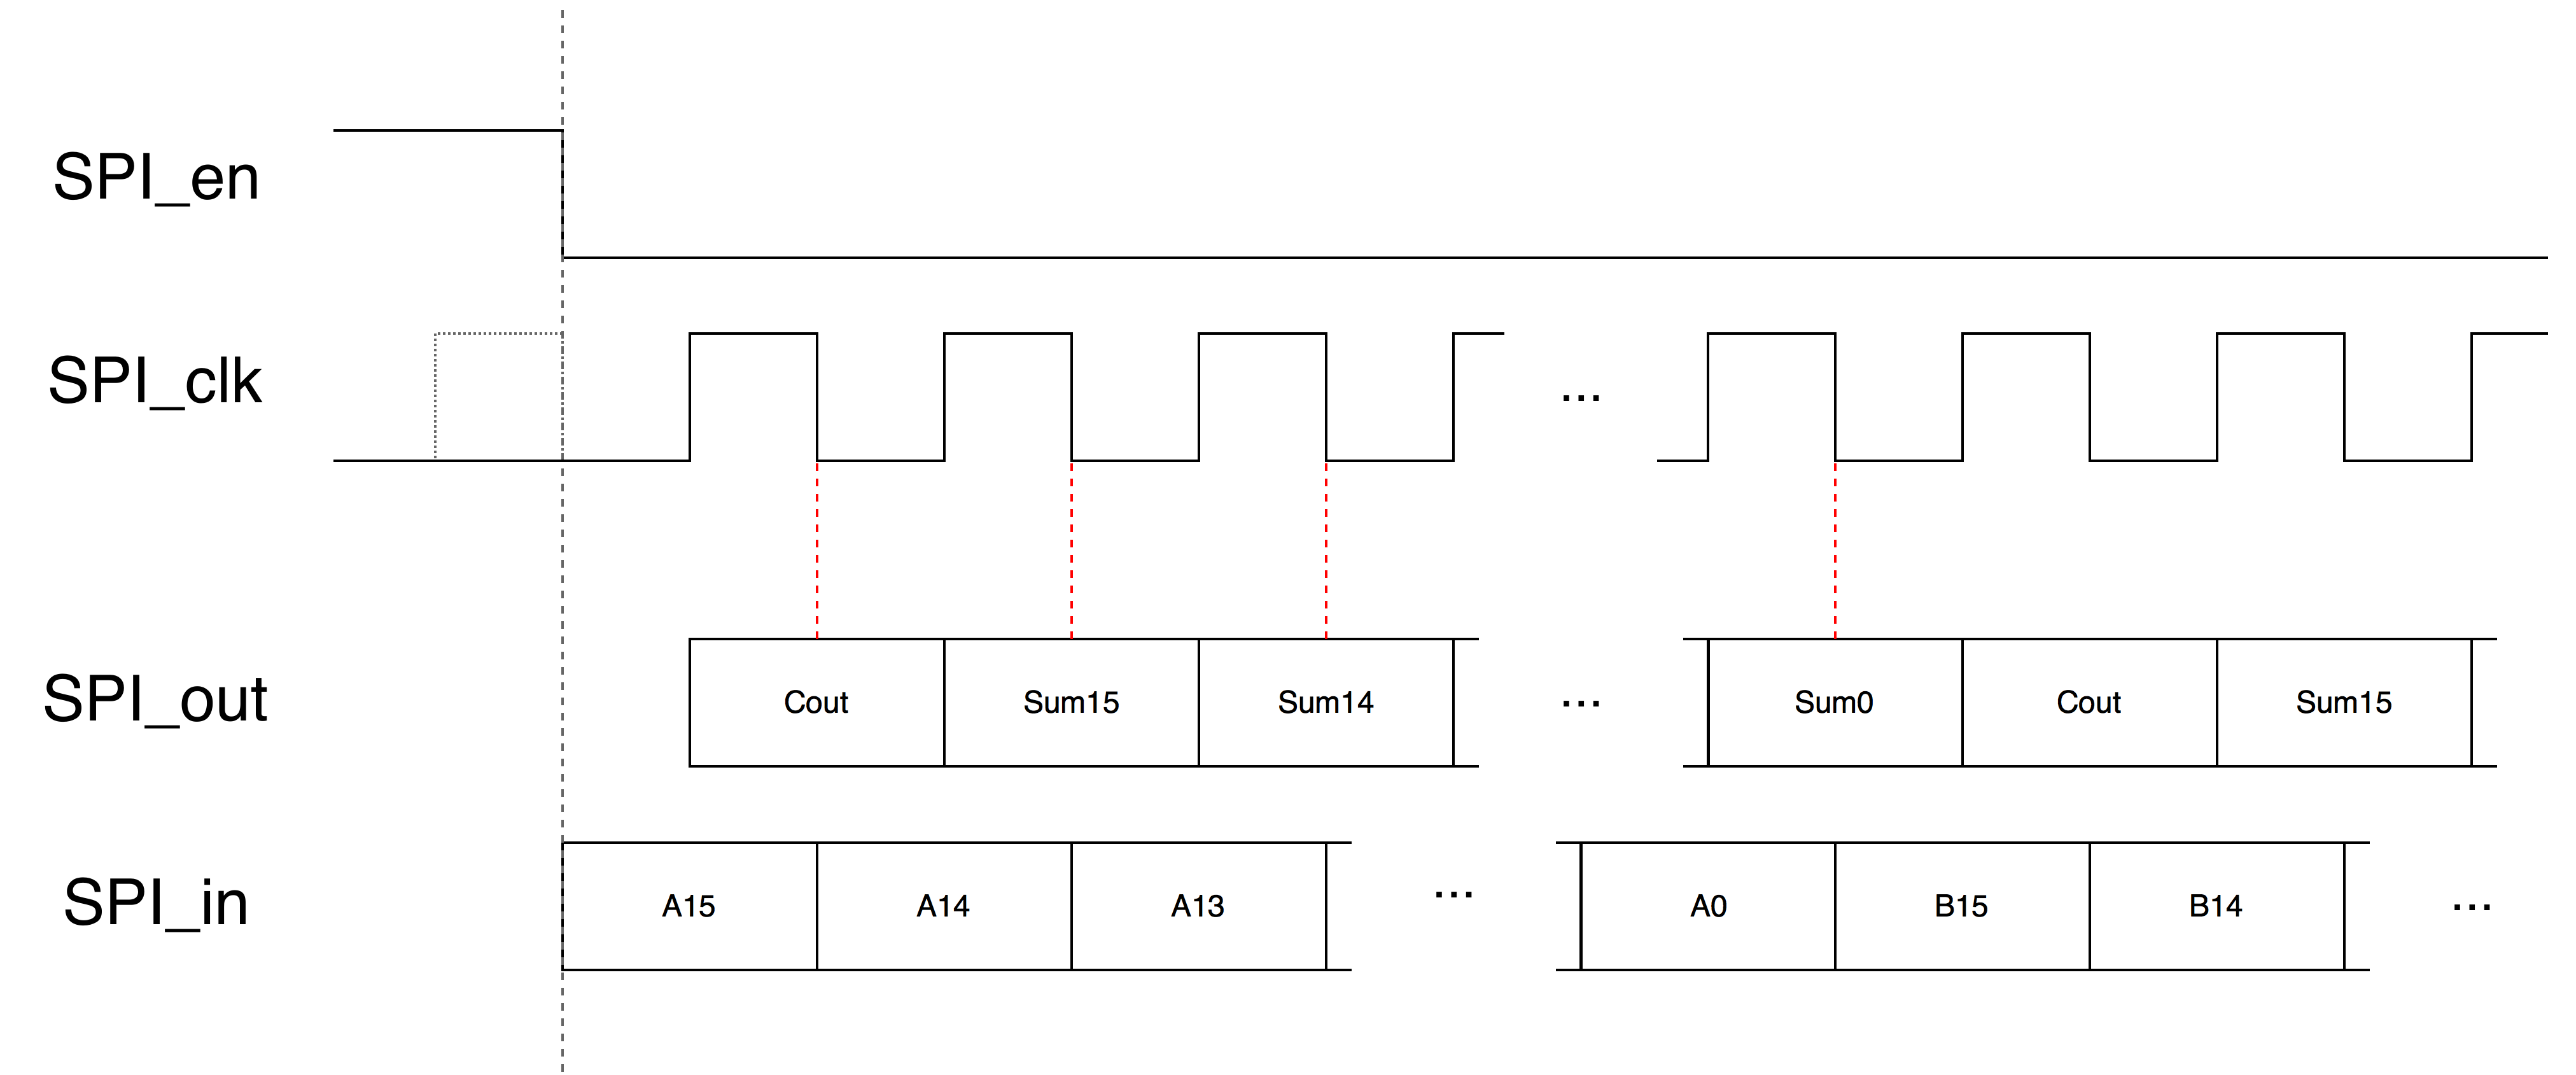 SPI_en
SPI_clk
...
SPI_out
Cout Sum15 Sum14 ... Sum0 Cout Sum15
SPI_in
A15 A14 A13 ... A0 B15 B14 ...